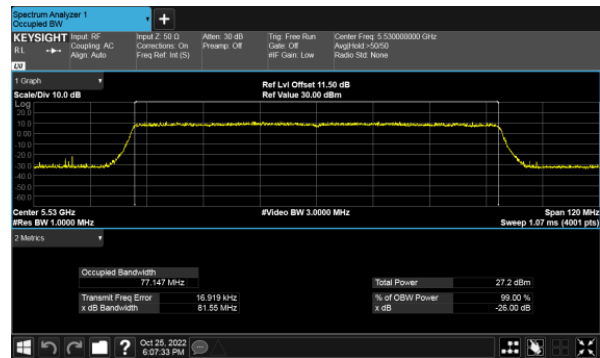 Spectrum Analyzer 1
Occupied BW
KEYSIGHT Input: RF Input Z: 50 Ω Atten: 30 dB Trig: Free Run Center Freq: 5.530000000 GHz
RL Coupling: AC Corrections: On Preamp: Off Gate: Off Avg|Hold:>50/50
Align: Auto Freq Ref: Int (S) #IF Gain: Low Radio Std: None
LXI
1 Graph
Ref Lvl Offset 11.50 dB
Scale/Div 10.0 dB Ref Value 30.00 dBm
Log
20.0
10.0
0.00
-10.0
-20.0
-30.0
-40.0
-50.0
-60.0
Center 5.53 GHz #Video BW 3.0000 MHz Span 120 MHz
#Res BW 1.0000 MHz Sweep 1.07 ms (4001 pts)
2 Metrics
Occupied Bandwidth
77.147 MHz Total Power 27.2 dBm
Transmit Freq Error 16.919 kHz % of OBW Power 99.00 %
x dB Bandwidth 81.55 MHz x dB -26.00 dB
? Oct 25, 2022
6:07:33 PM